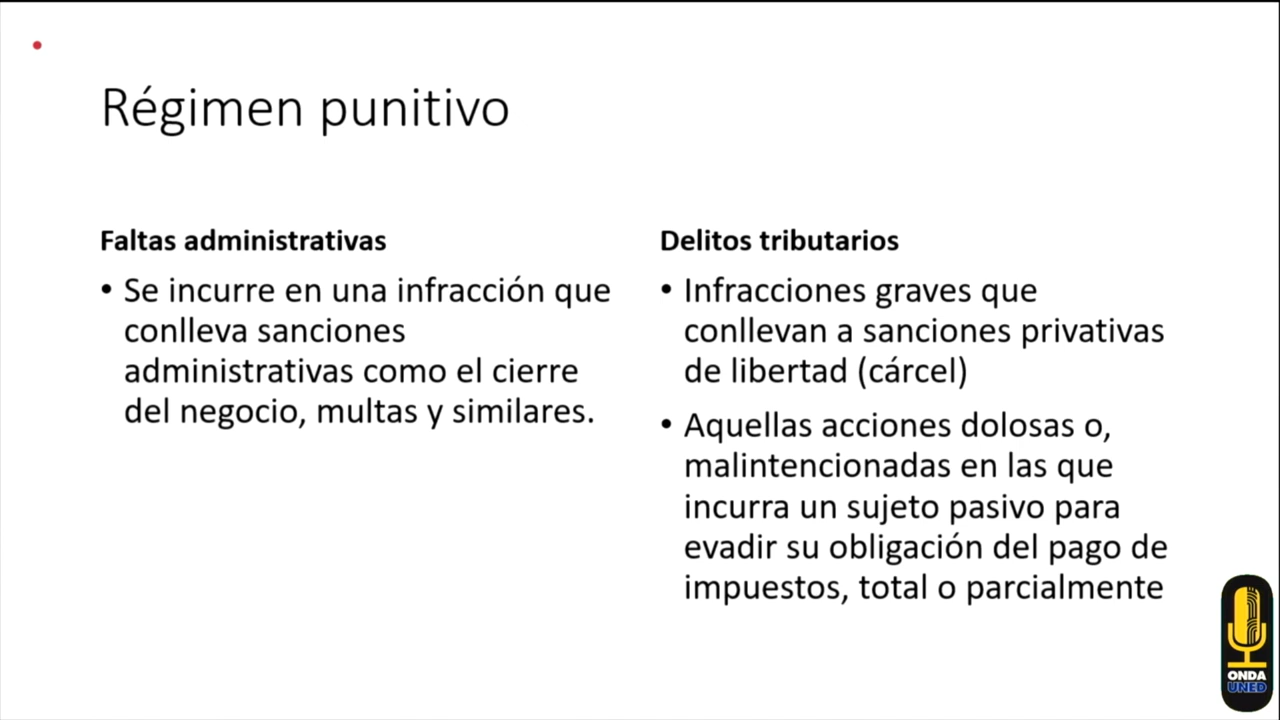 Régimen punitivo
Faltas administrativas
• Se incurre en una infracción que
conlleva sanciones
administrativas como el cierre
del negocio, multas y similares.
Delitos tributarios
• Infracciones graves que
conllevan a sanciones privativas
de libertad (cárcel)
• Aquellas acciones dolosas o,
malintencionadas en las que
incurra un sujeto pasivo para
evadir su obligación del pago de
impuestos, total o parcialmente
ONDA
UNED